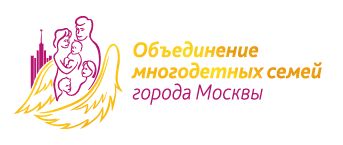 Объединение
многодетных семей
города Москвы